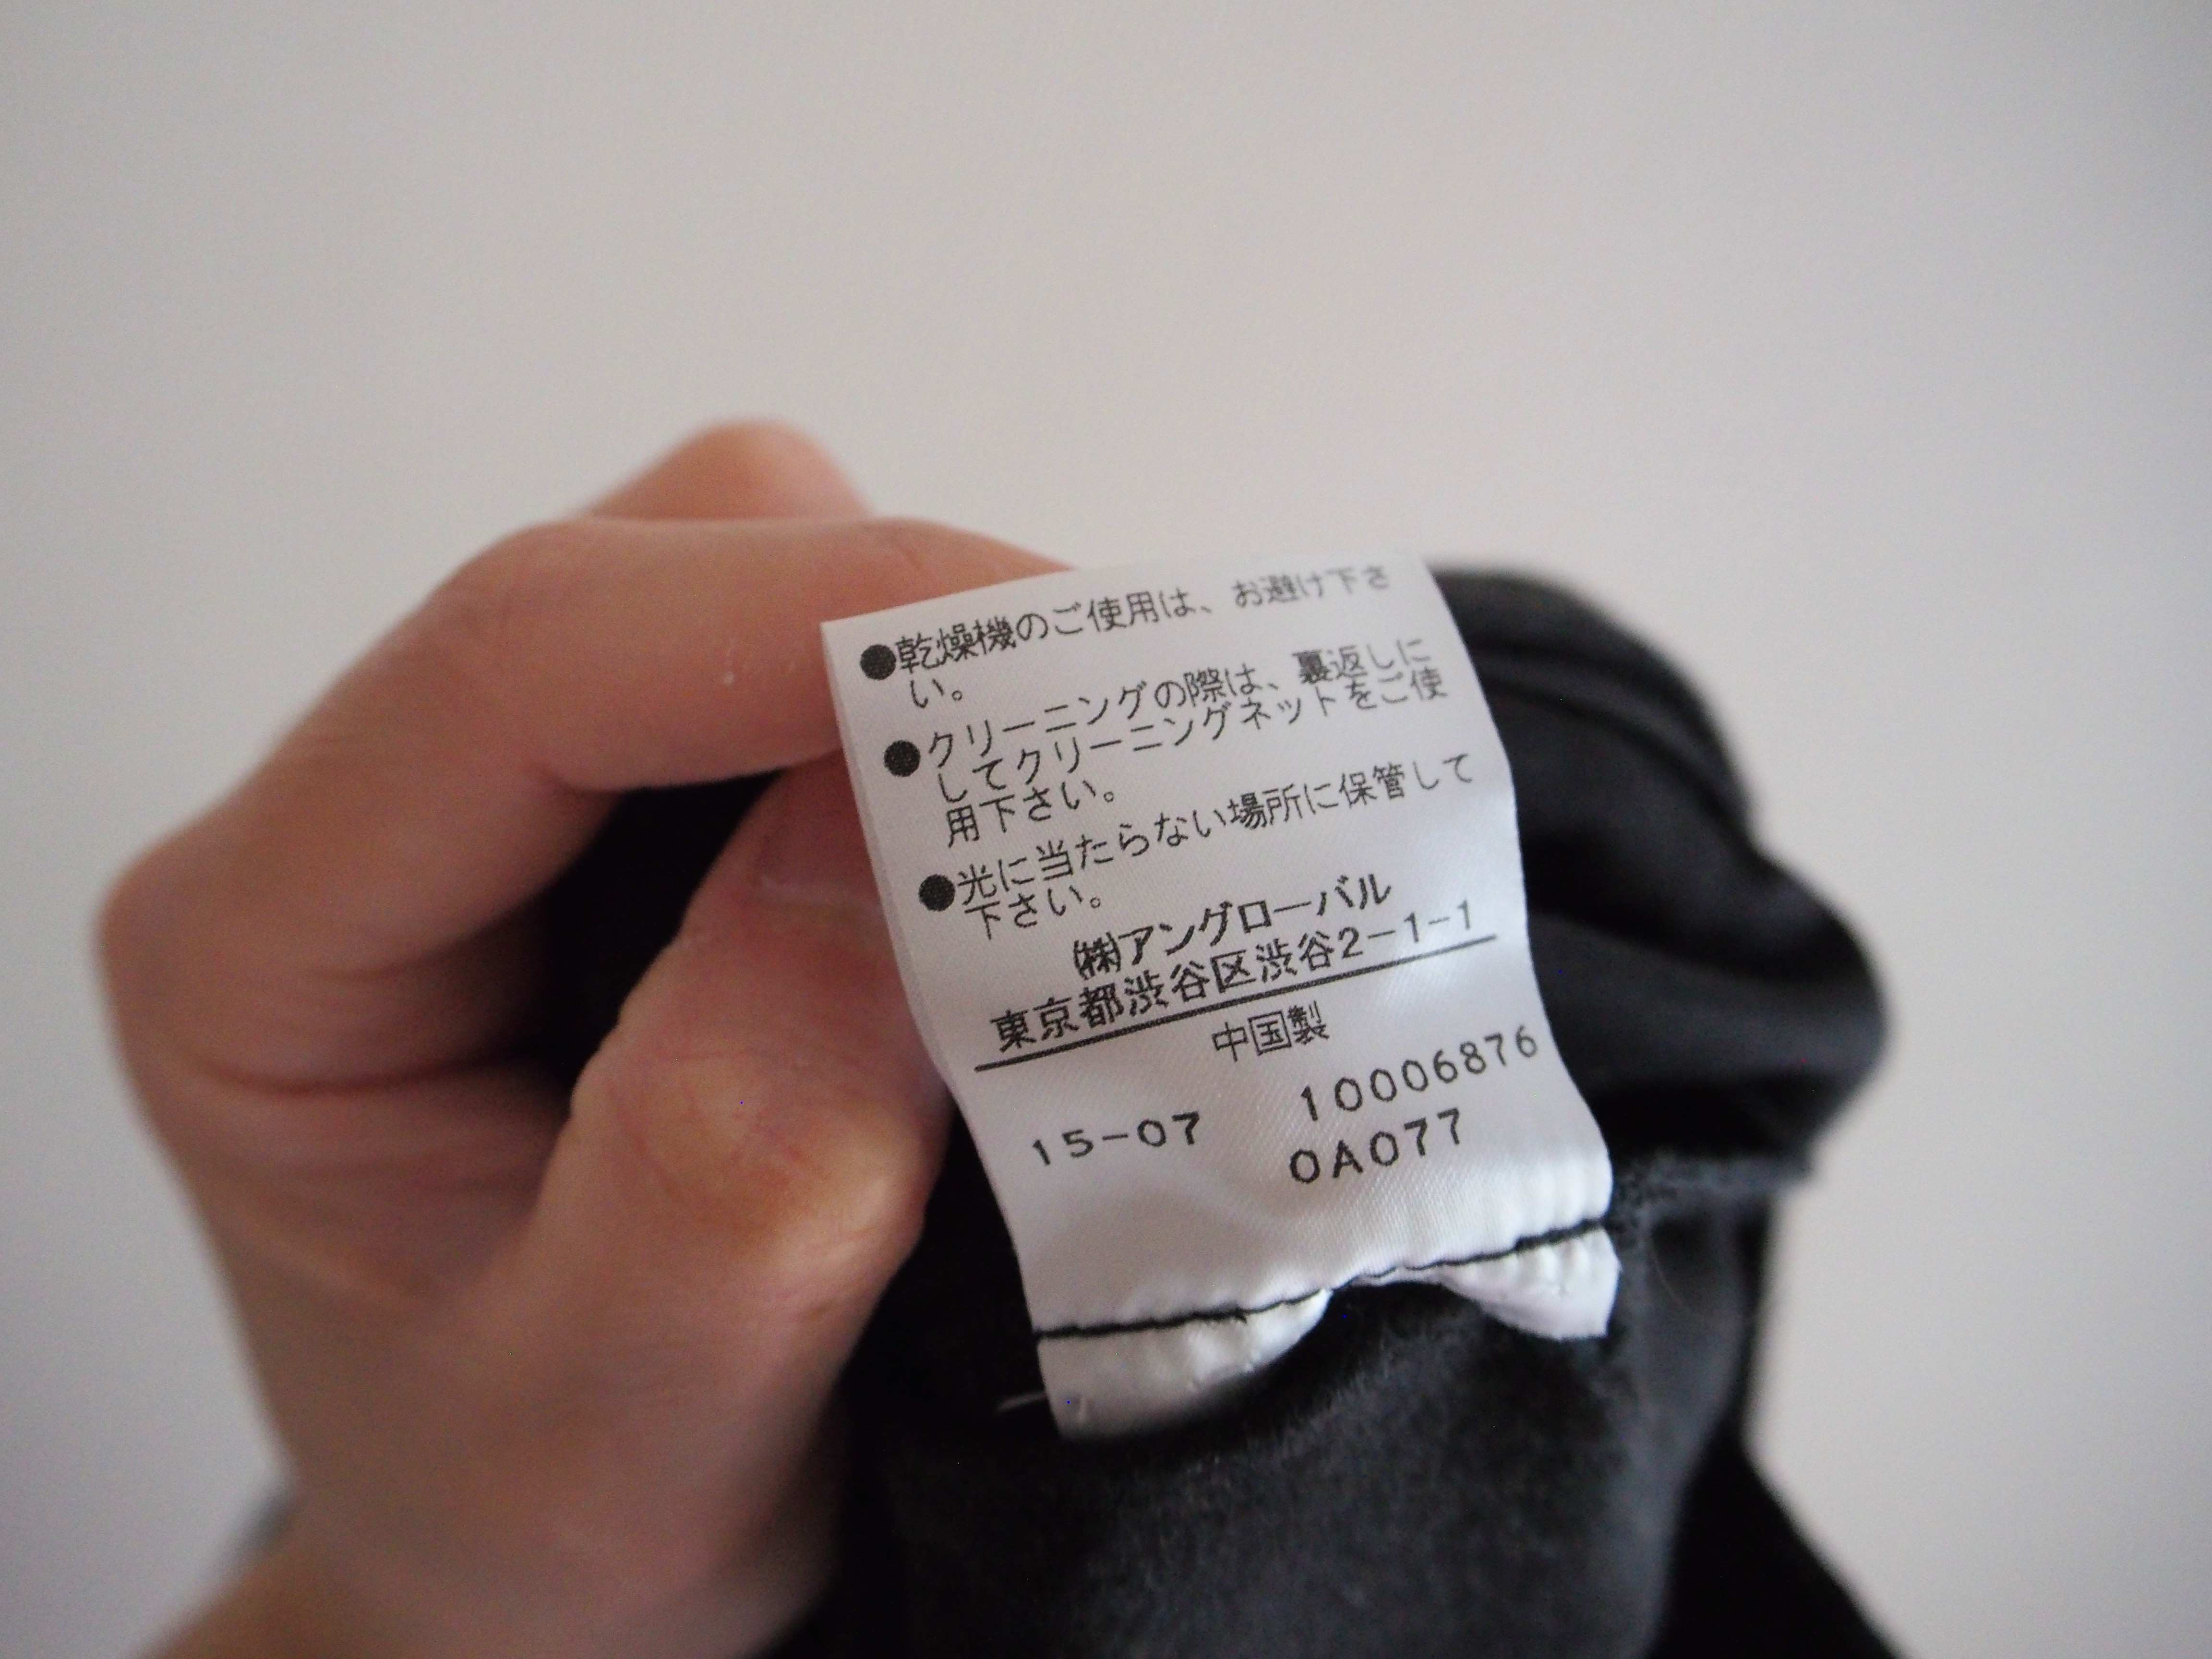 ●乾燥機のご使用は、お避け下さ
い。
●クリーニングの際は、裏返しに
してクリーニングネットをご使
用下さい。
●光に当たらない場所に保管して
下さい。
㈱アングローバル
東京都渋谷区渋谷2-1-1
中国製
15-07 10006876
0A077